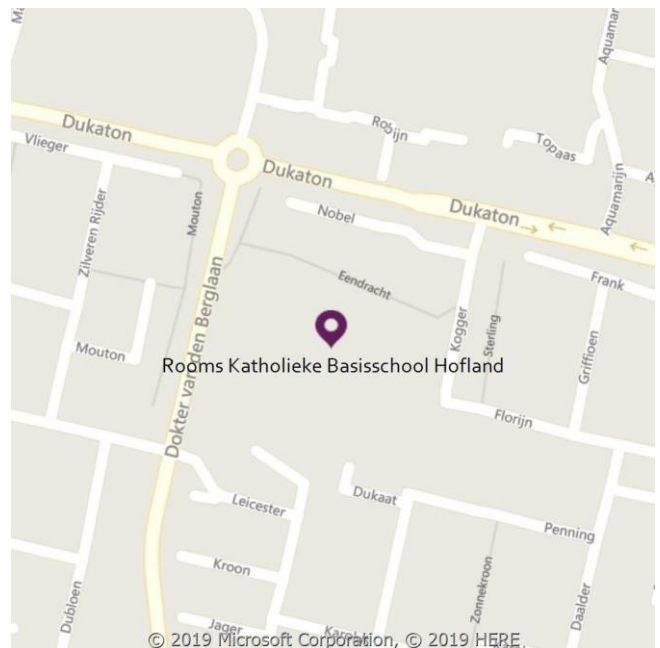 Ma
Aquamarijn
Dukaton
Robijn
Topaas
Vlieger
Dukaton
A
Mouton
Nobel
Dukaton
Aquamarijn
Zilveren Rijder
Eendracht
Frank
Dokter van den Berglaan
Kogger
Sterling
Griffioen
Mouton
Rooms Katholieke Basisschool Hofland
Florijn
Leicester
Dukaat
Penning
Kroon
Zonnekroon
Dubloen
Daalder
Jager
© 2019 Microsoft Corporation, © 2019 HERE